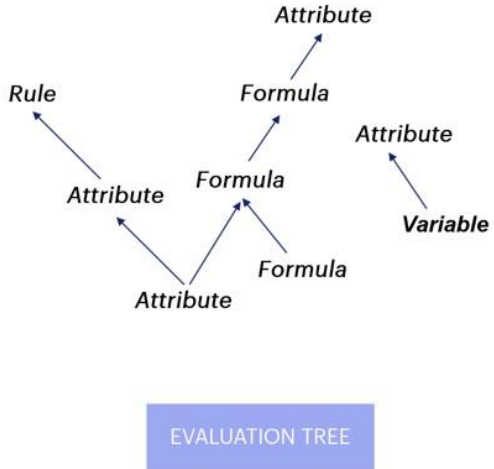 Attribute
Rule
Formula
Attribute
Formula
Attribute
Variable
Formula
Attribute
EVALUATION TREE